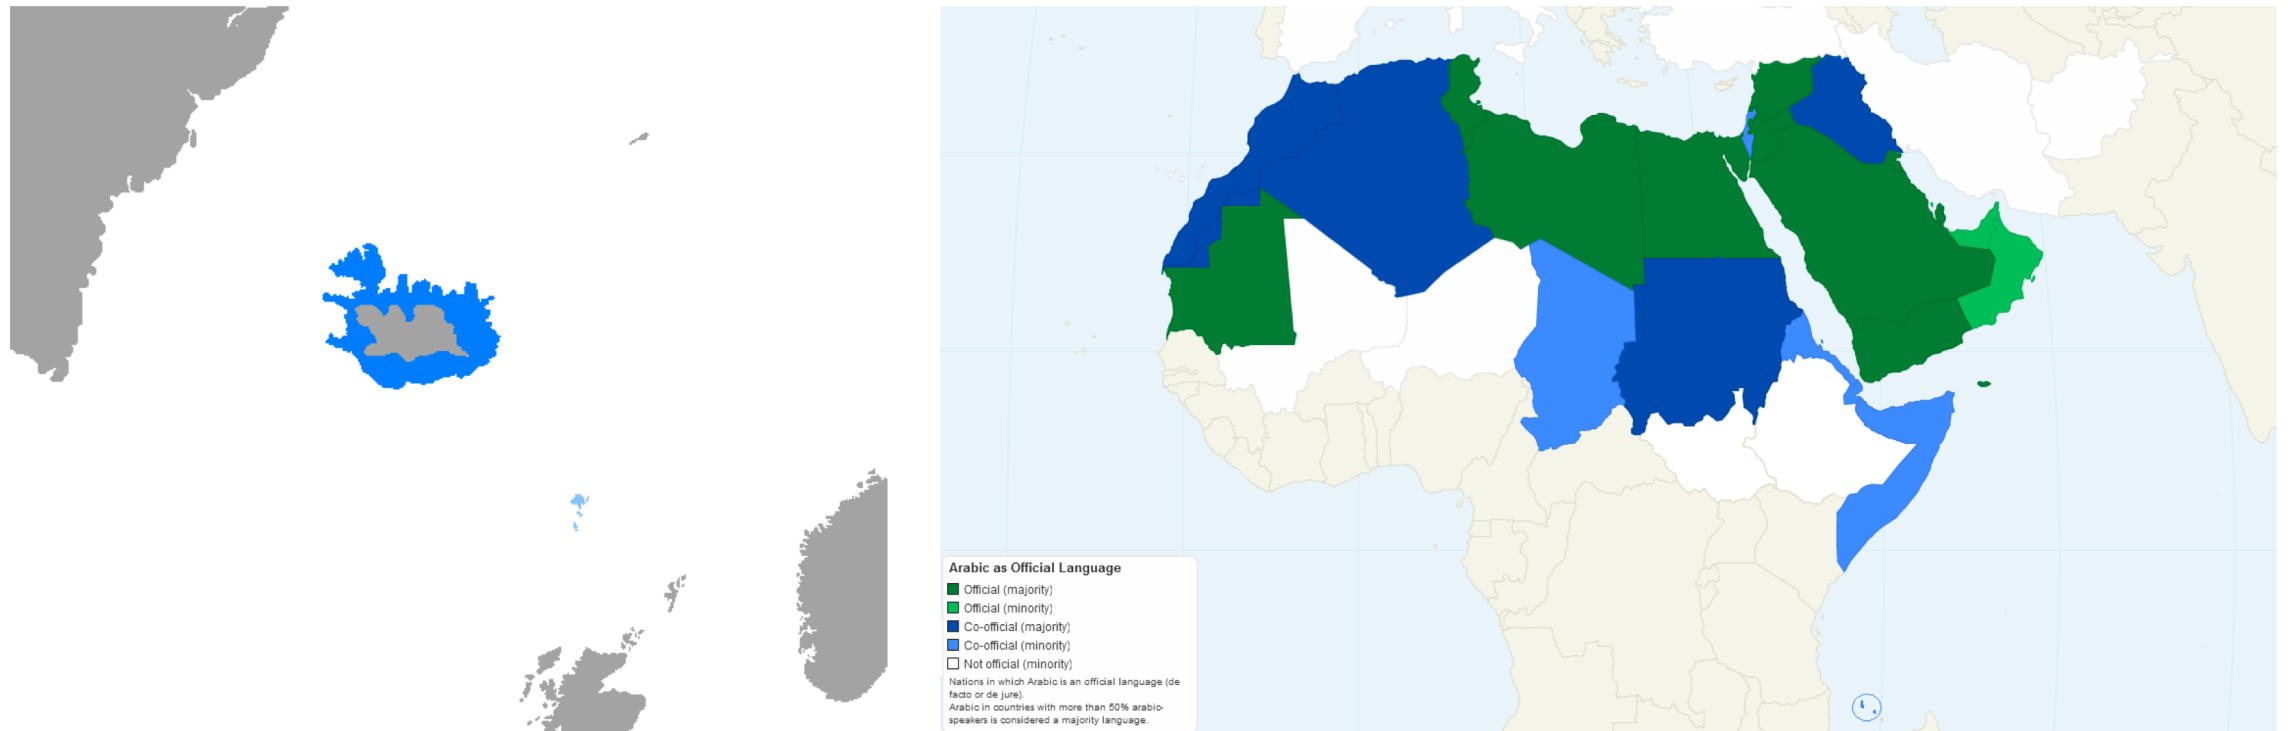 Arabic as Official Language
Official (majority)
Official (minority)
Co-official (majority)
Co-official (minority)
Not official (minority)
Nations in which Arabic is an official language (de
facto or de jure).
Arabic in countries with more than 50% arabic-
speakers is considered a majority language.